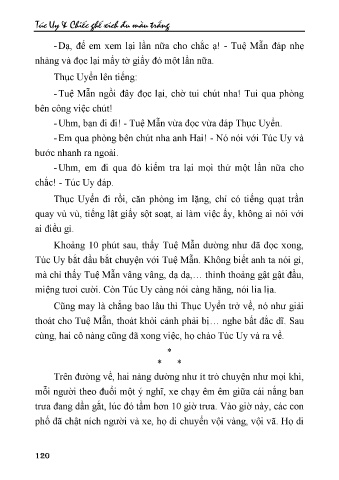 Túc Uy & Chiếc ghế xích đu màu trắng
- Dạ, để em xem lại lần nữa cho chắc ạ! - Tuệ Mẫn đáp nhẹ
nhàng và đọc lại mấy tờ giấy đó một lần nữa.
Thục Uyển lên tiếng:
- Tuệ Mẫn ngồi đây đọc lại, chờ tui chút nha! Tui qua phòng
bên công việc chút!
- Uhm, bạn đi đi! - Tuệ Mẫn vừa đọc vừa đáp Thục Uyển.
- Em qua phòng bên chút nha anh Hai! - Nó nói với Túc Uy và
bước nhanh ra ngoài.
- Uhm, em đi qua đó kiểm tra lại mọi thứ một lần nữa cho
chắc! - Túc Uy đáp.
Thục Uyển đi rồi, căn phòng im lặng, chỉ có tiếng quạt trần
quay vù vù, tiếng lật giấy sột soạt, ai làm việc ấy, không ai nói với
ai điều gì.
Khoảng 10 phút sau, thấy Tuệ Mẫn dường như đã đọc xong,
Túc Uy bắt đầu bắt chuyện với Tuệ Mẫn. Không biết anh ta nói gì,
mà chỉ thấy Tuệ Mẫn vâng vâng, dạ dạ,… thỉnh thoảng gật gật đầu,
miệng tươi cười. Còn Túc Uy càng nói càng hăng, nói lia lịa.
Cũng may là chẳng bao lâu thì Thục Uyển trở về, nó như giải
thoát cho Tuệ Mẫn, thoát khỏi cảnh phải bị… nghe bất đắc dĩ. Sau
cùng, hai cô nàng cũng đã xong việc, họ chào Túc Uy và ra về.
*
* *
Trên đường về, hai nàng dường như ít trò chuyện như mọi khi,
mỗi người theo đuổi một ý nghĩ, xe chạy êm êm giữa cái nắng ban
trưa đang dần gắt, lúc đó tầm hơn 10 giờ trưa. Vào giờ này, các con
phố đã chật ních người và xe, họ di chuyển vội vàng, vội vã. Họ di
120